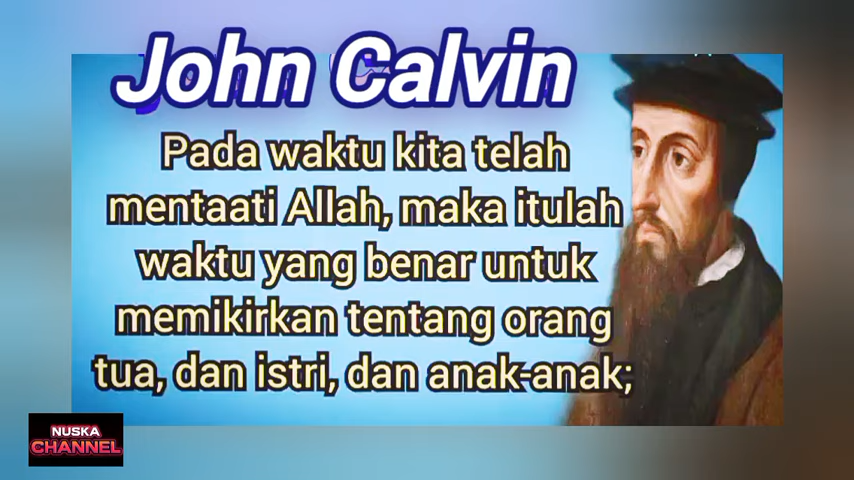 John Calvin
Pada waktu kita telah
mentaati Allah, maka itulah
waktu yang benar untuk
memikirkan tentang orang
tua, dan istri, dan anak-anak;
NUSKA
CHANNEL